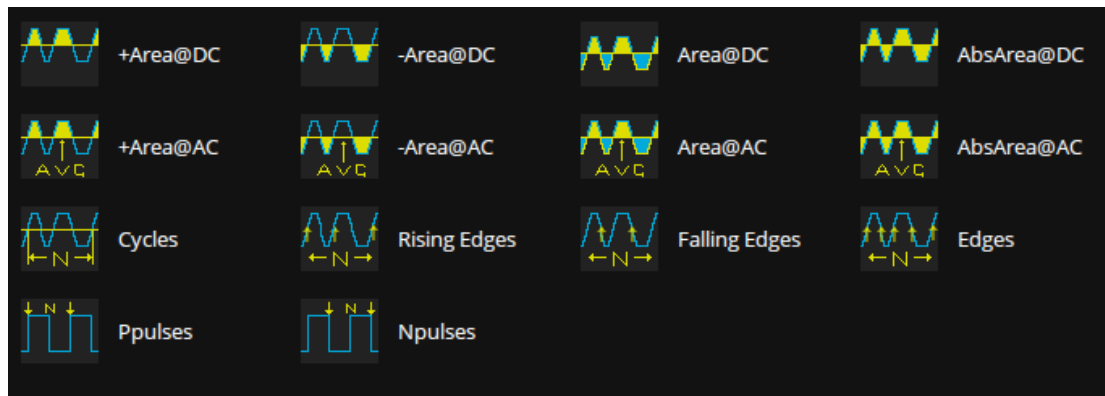 +Area@DC
-Area@DC
Area@DC
AbsArea@DC
AVG
+Area@AC
AVG
-Area@AC
AVG
Area@AC
AVG
AbsArea@AC
N
Cycles
N
Rising Edges
N
Falling Edges
N
Edges
N
Ppulses
N
Npulses